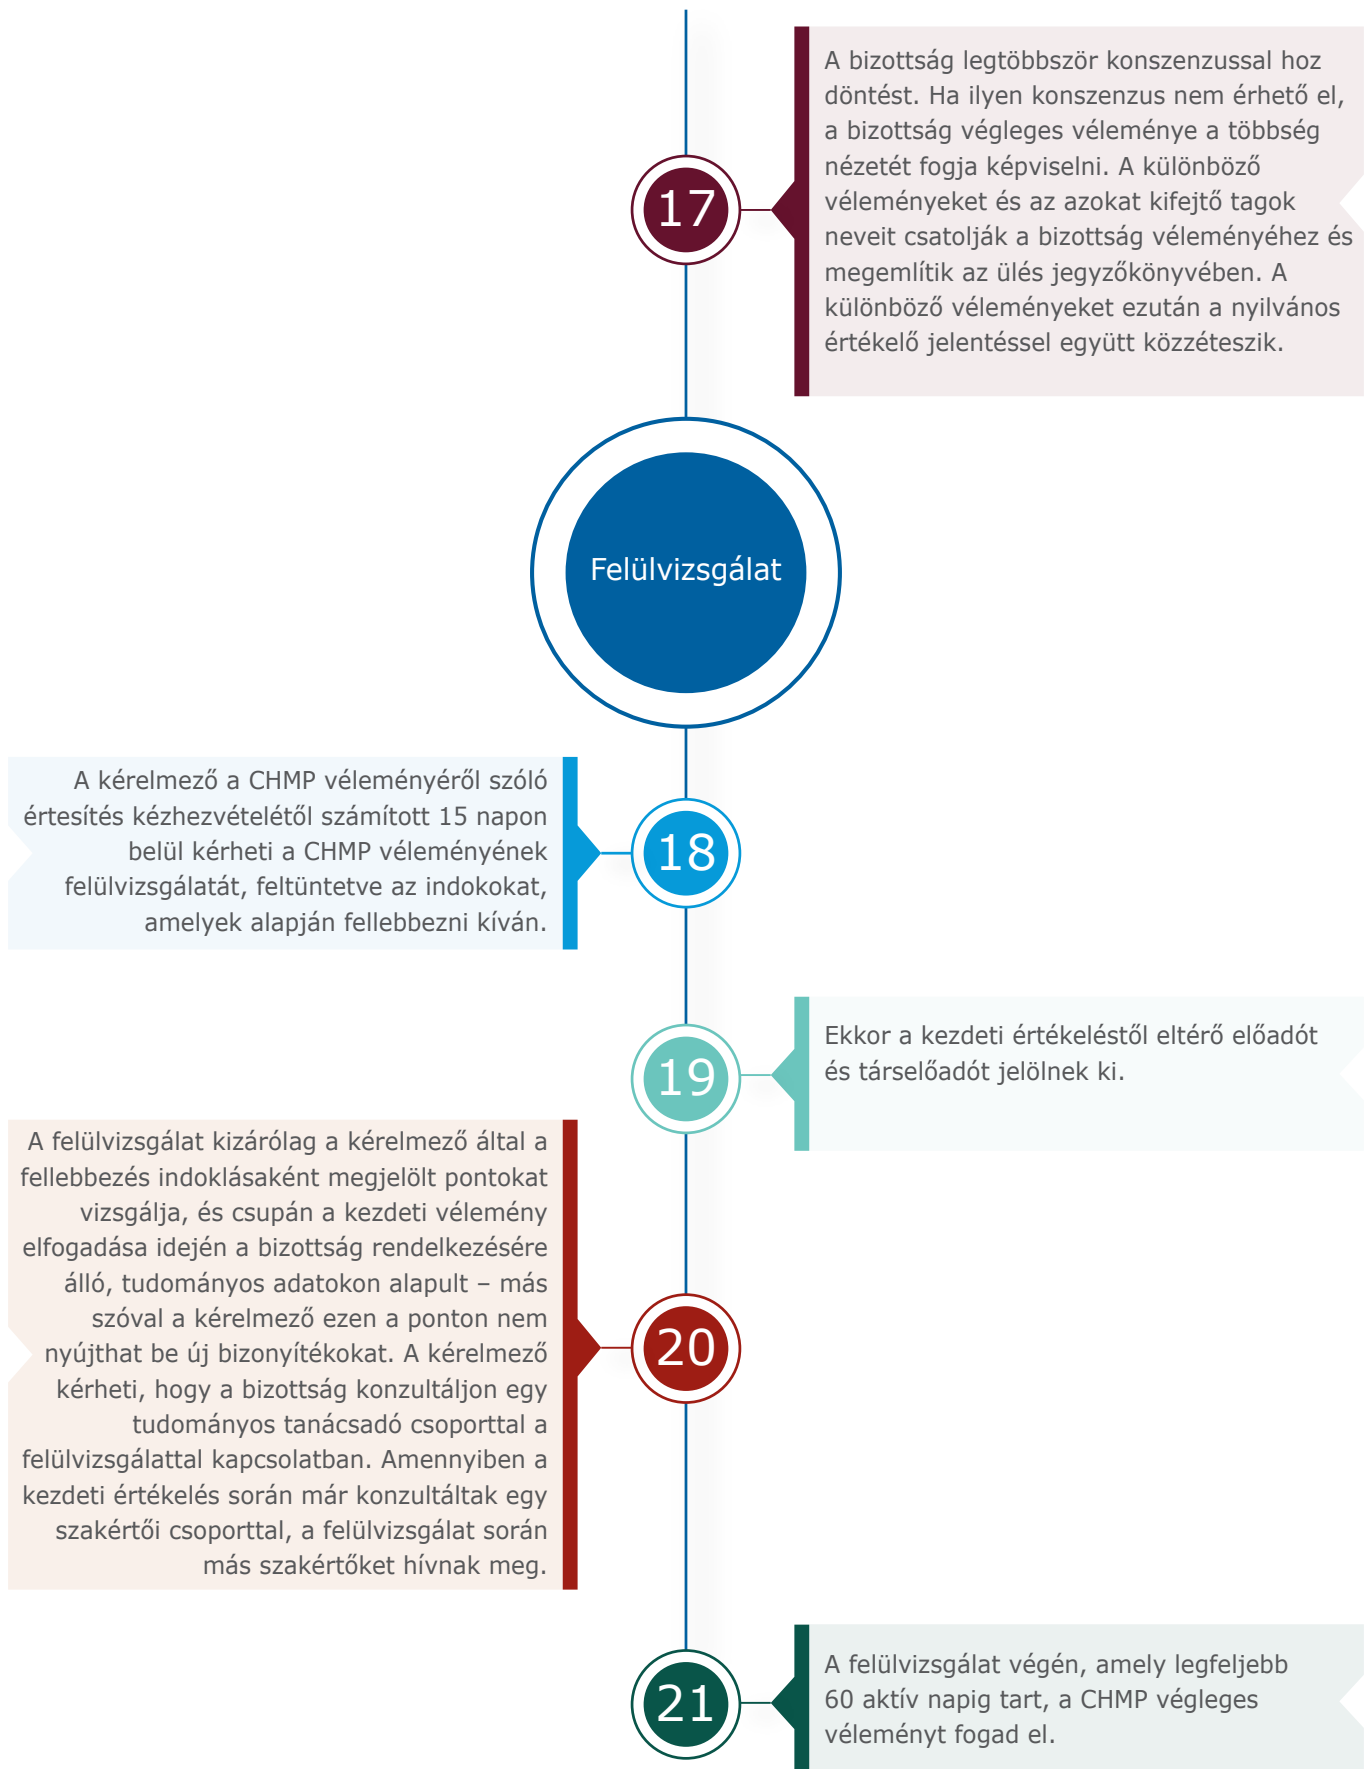 17
A bizottság legtöbbször konszenzussal hoz
döntést. Ha ilyen konszenzus nem érhető el,
a bizottság végleges véleménye a többség
nézetét fogja képviselni. A különböző
véleményeket és az azokat kifejtő tagok
neveit csatolják a bizottság véleményéhez és
megemlítik az ülés jegyzőkönyvében. A
különböző véleményeket ezután a nyilvános
értékelő jelentéssel együtt közzéteszik.
Felülvizsgálat
18
A kérelmező a CHMP véleményéről szóló
értesítés kézhezvételétől számított 15 napon
belül kérheti a CHMP véleményének
felülvizsgálatát, feltüntetve az indokokat,
amelyek alapján fellebbezni kíván.
19
Ekkor a kezdeti értékeléstől eltérő előadót
és társelőadót jelölnek ki.
20
A felülvizsgálat kizárólag a kérelmező által a
fellebbezés indoklásaként megjelölt pontokat
vizsgálja, és csupán a kezdeti vélemény
elfogadása idején a bizottság rendelkezésére
álló, tudományos adatokon alapult – más
szóval a kérelmező ezen a ponton nem
nyújthat be új bizonyítékokat. A kérelmező
kérheti, hogy a bizottság konzultáljon egy
tudományos tanácsadó csoporttal a
felülvizsgálattal kapcsolatban. Amennyiben a
kezdeti értékelés során már konzultáltak egy
szakértői csoporttal, a felülvizsgálat során
más szakértőket hívnak meg.
21
A felülvizsgálat végén, amely legfeljebb
60 aktív napig tart, a CHMP végleges
véleményt fogad el.